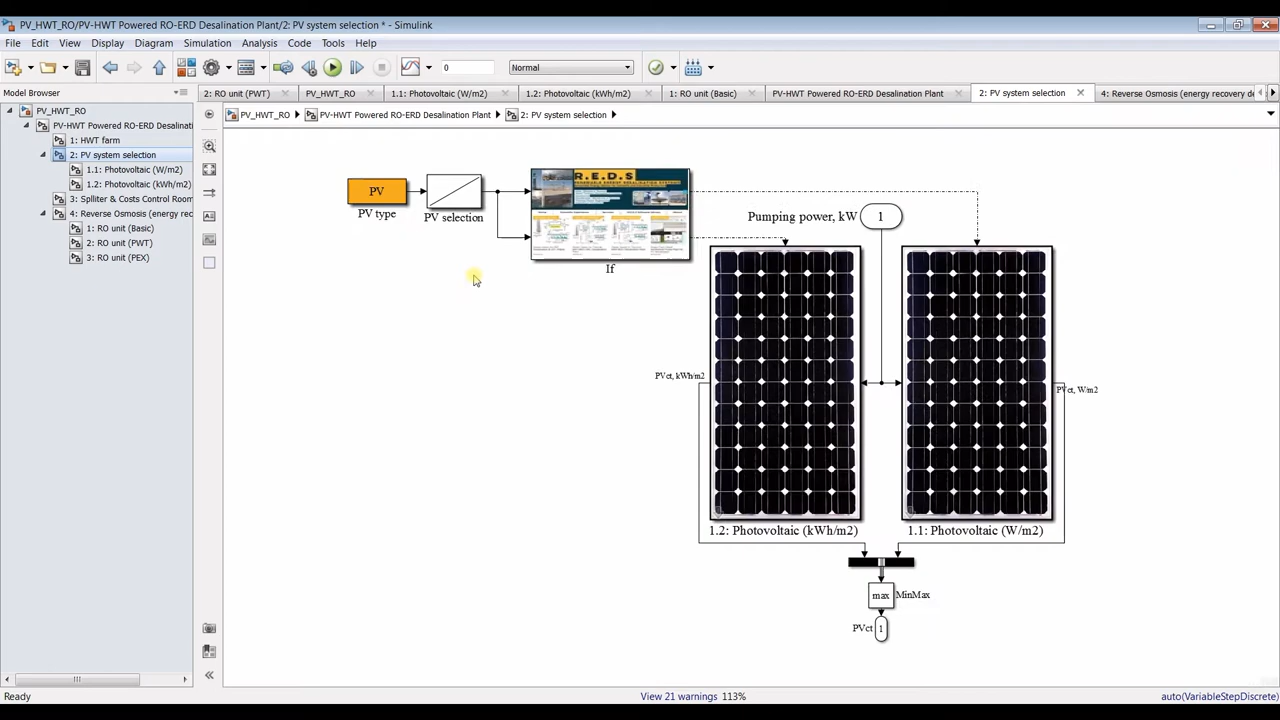 PV_HWT_RO/PV-HWT Powered RO-ERD Desalination Plant/2: PV system selection * - Simulink
File Edit View Display Diagram Simulation Analysis Code Tools Help
0 Normal
Model Browser
2: RO unit (PWT) PV_HWT_RO 1.1: Photovoltaic (W/m2) 1.2: Photovoltaic (kWh/m2) 1: RO unit (Basic) PV-HWT Powered RO-ERD Desalination Plant 2: PV system selection 4: Reverse Osmosis (energy recovery de
PV_HWT_RO PV-HWT Powered RO-ERD Desalination Plant 2: PV system selection
PV_HWT_RO
PV-HWT Powered RO-ERD Desalinati
1: HWT farm
2: PV system selection
1.1: Photovoltaic (W/m2)
1.2: Photovoltaic (kWh/m2)
3: Spliiter & Costs Control Room
4: Reverse Osmosis (energy rec
1: RO unit (Basic)
2: RO unit (PWT)
3: RO unit (PEX)
PV
PV type
PV selection
R.E.D.S
If
Pumping power, kW 1
PVct, kWh/m2
PVct, W/m2
1.2: Photovoltaic (kWh/m2)
1.1: Photovoltaic (W/m2)
max MinMax
PVct 1
Ready View 21 warnings 113% auto(VariableStepDiscrete)